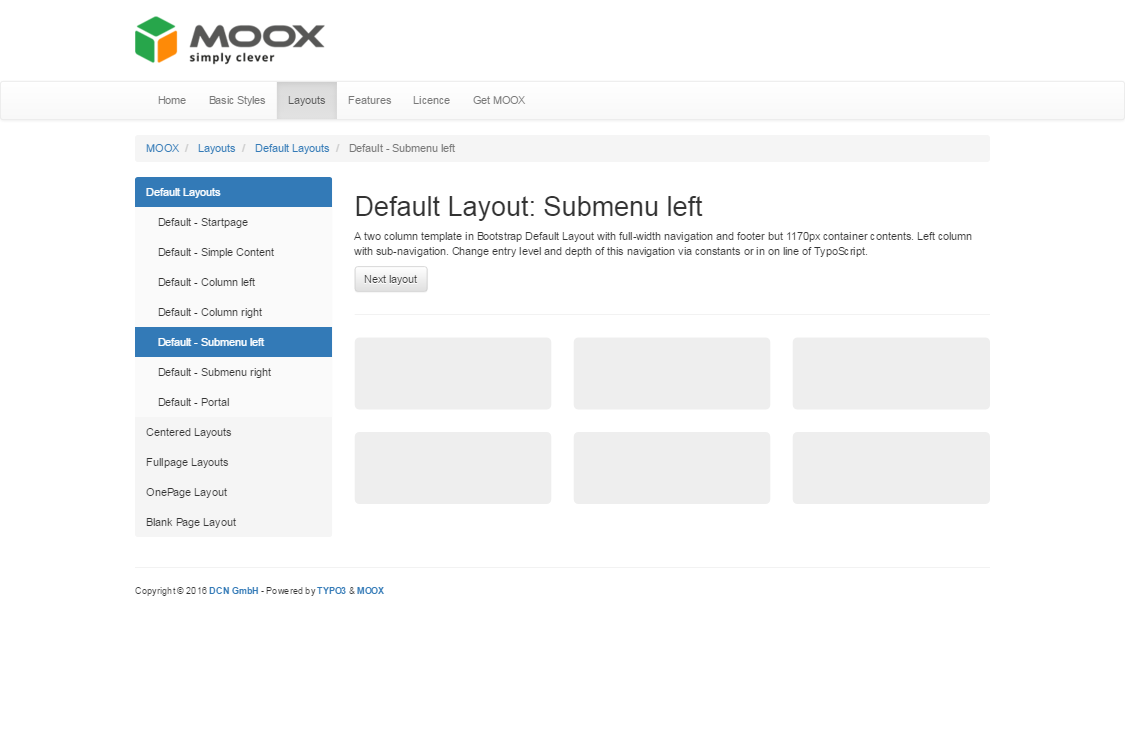 MOOX
simply clever
Home Basic Styles Layouts Features Licence Get MOOX
MOOX / Layouts / Default Layouts / Default - Submenu left
Default Layouts
Default - Startpage
Default - Simple Content
Default - Column left
Default - Column right
Default - Submenu left
Default - Submenu right
Default - Portal
Centered Layouts
Fullpage Layouts
OnePage Layout
Blank Page Layout
Default Layout: Submenu left
A two column template in Bootstrap Default Layout with full-width navigation and footer but 1170px container contents. Left column
with sub-navigation. Change entry level and depth of this navigation via constants or in on line of TypoScript.
Next layout
Copyright © 2016 DCN GmbH - Powered by TYPO3 & MOOX